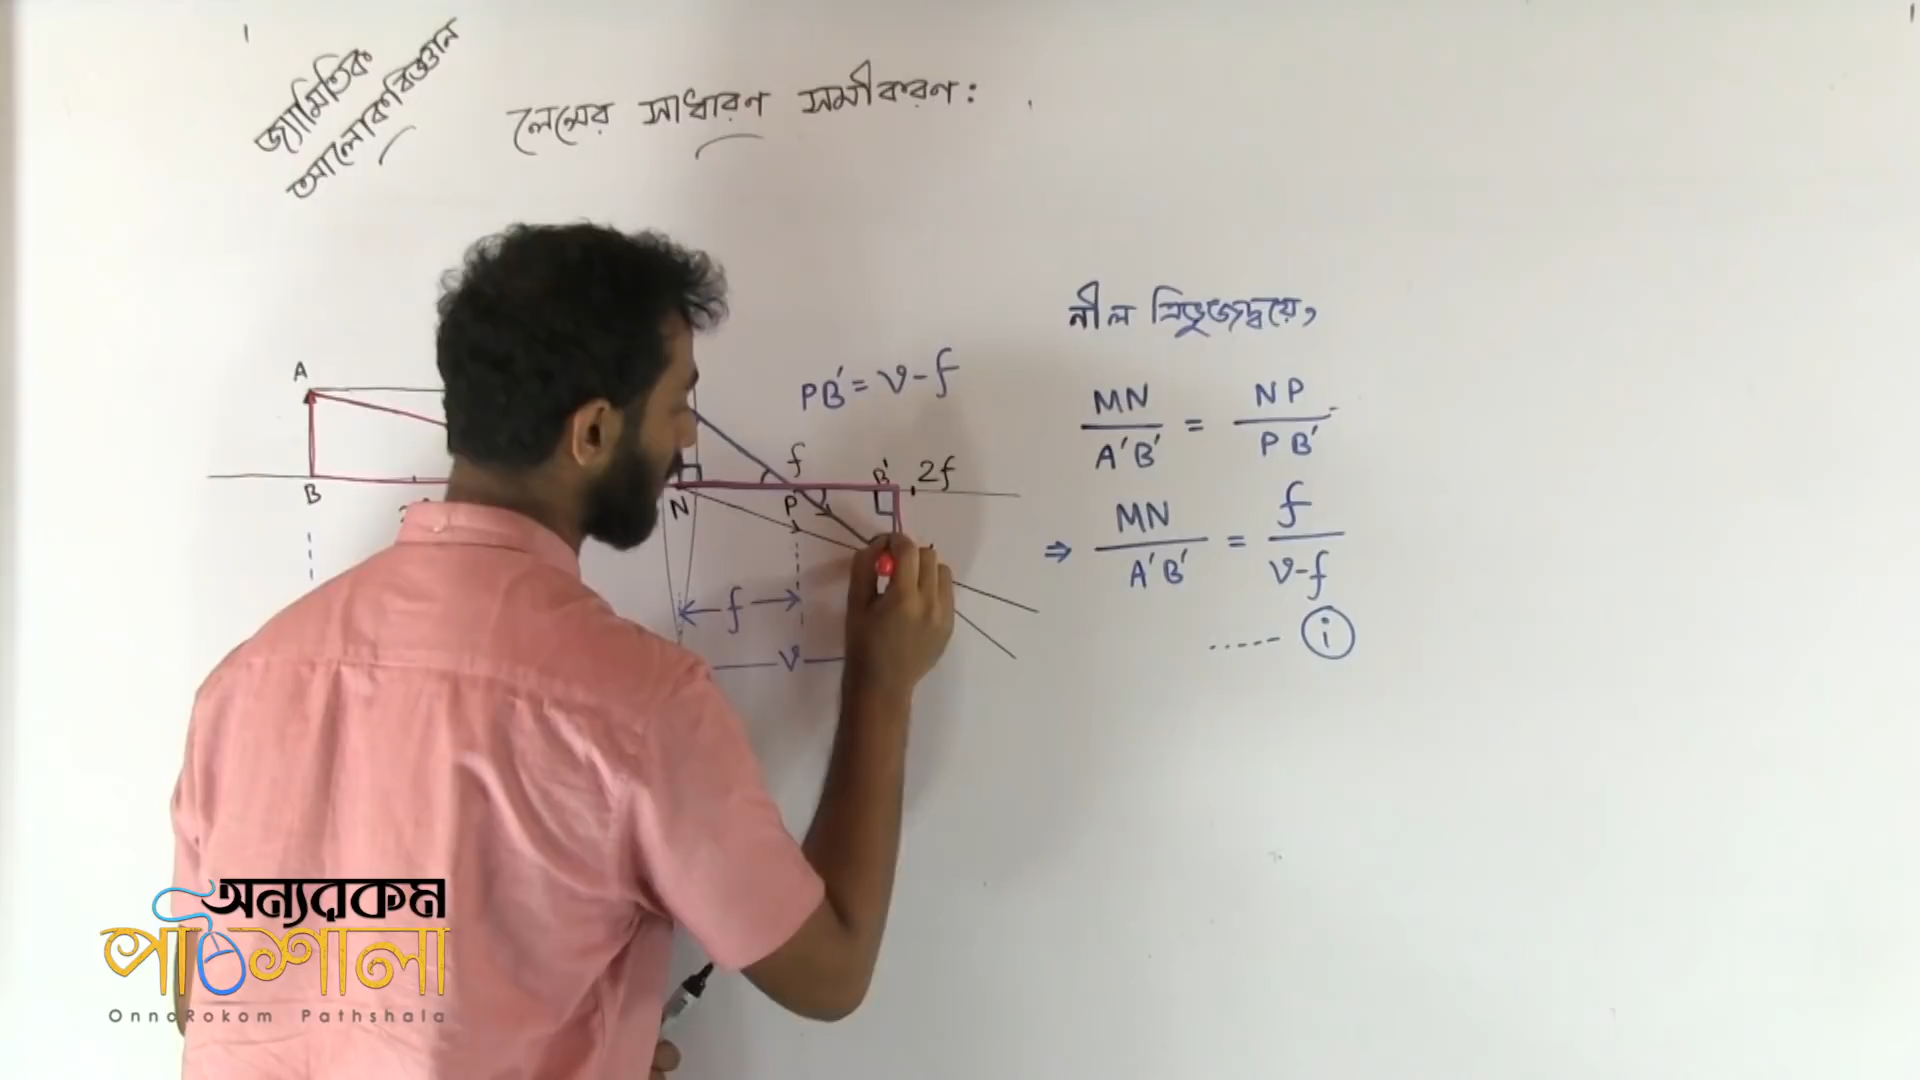 জ্যামিতিক
আলোকবিজ্ঞান
লেন্সের সাধারণ সমীকরণ:
নীল ত্রিভুজদ্বয়ে,
MN/A'B' = NP/PB'
⇒ MN/A'B' = f/v-f
...... i
PB' = v-f
A
B
N
f
P
B'
2f
f
v
অন্যরকম
পাঠশালা
OnnoRokom Pathshala